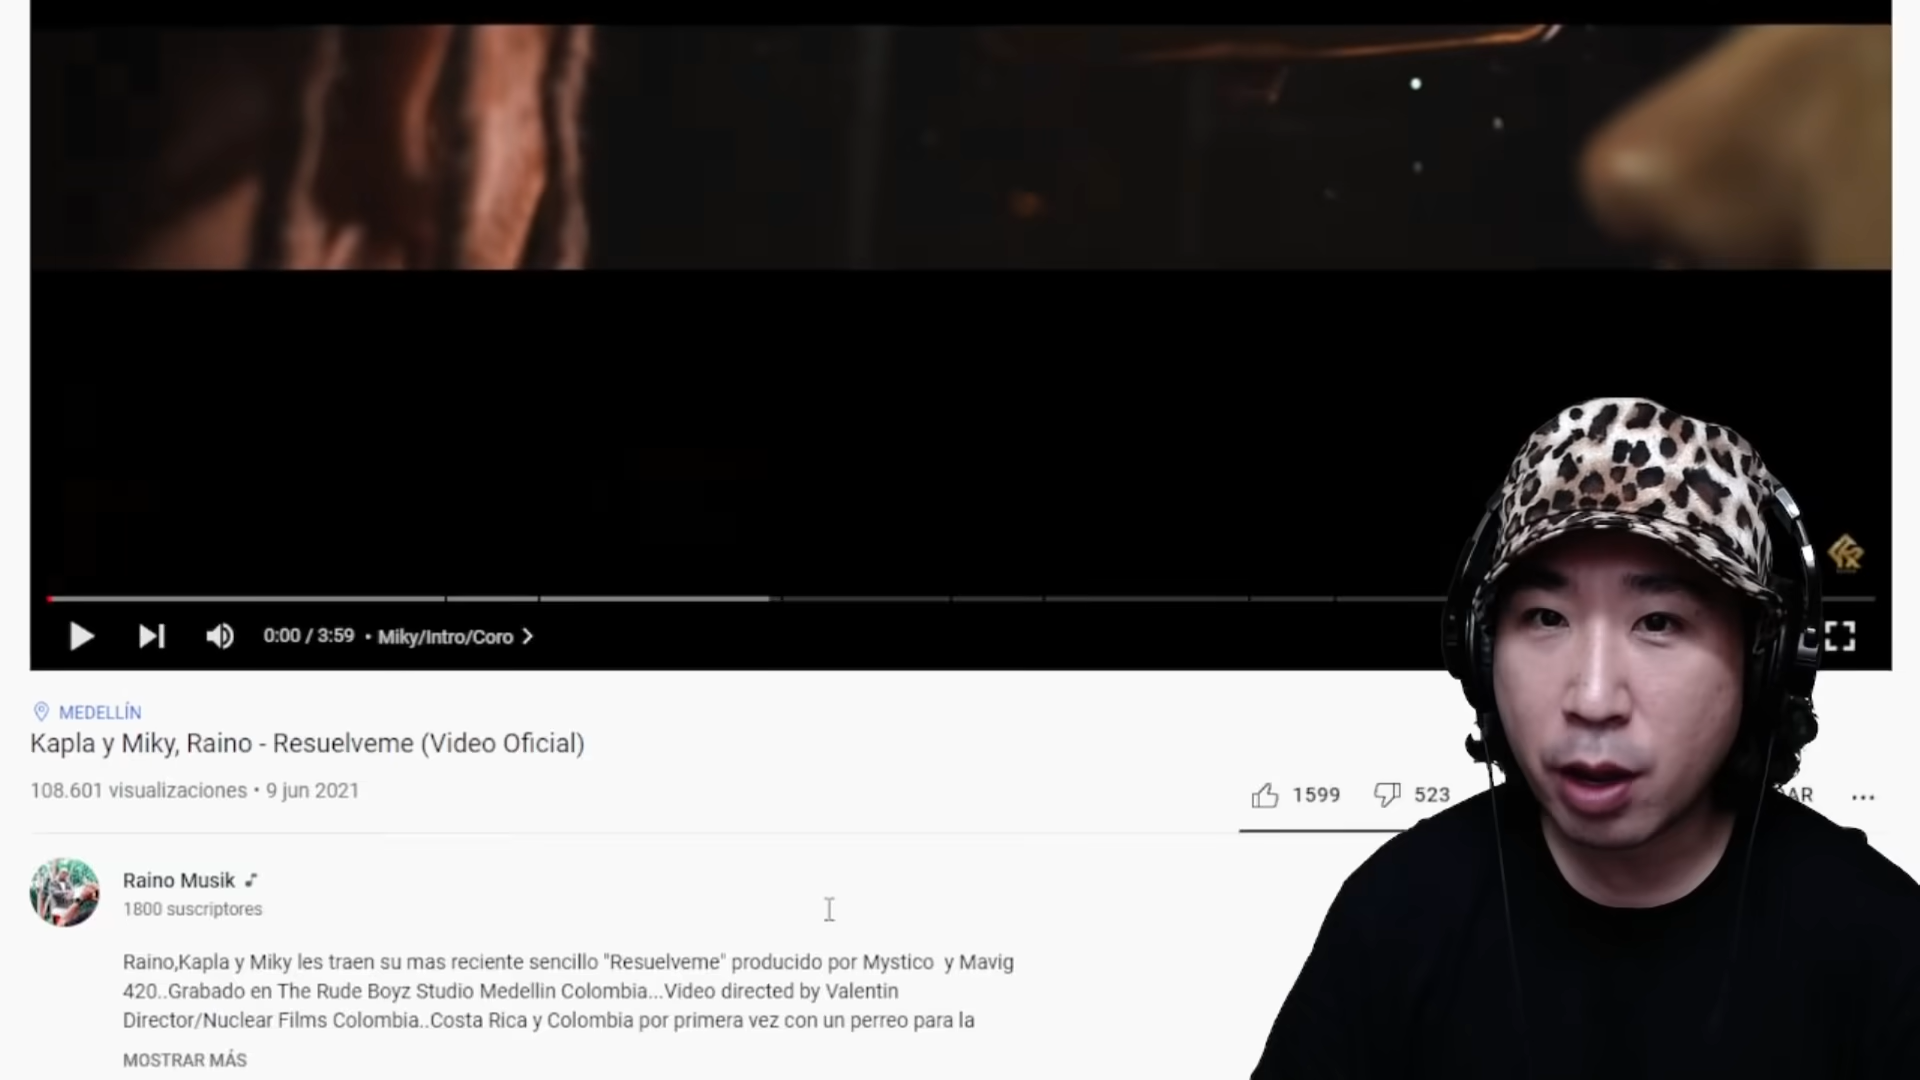 0:00 / 3:59 • Miky/Intro/Coro
MEDELLÍN
Kapla y Miky, Raino - Resuelveme (Video Oficial)
108.601 visualizaciones • 9 jun 2021
1599
523
AR
Raino Musik
1800 suscriptores
Raino,Kapla y Miky les traen su mas reciente sencillo "Resuelveme" producido por Mystico y Mavig
420..Grabado en The Rude Boyz Studio Medellin Colombia...Video directed by Valentin
Director/Nuclear Films Colombia..Costa Rica y Colombia por primera vez con un perreo para la
MOSTRAR MÁS